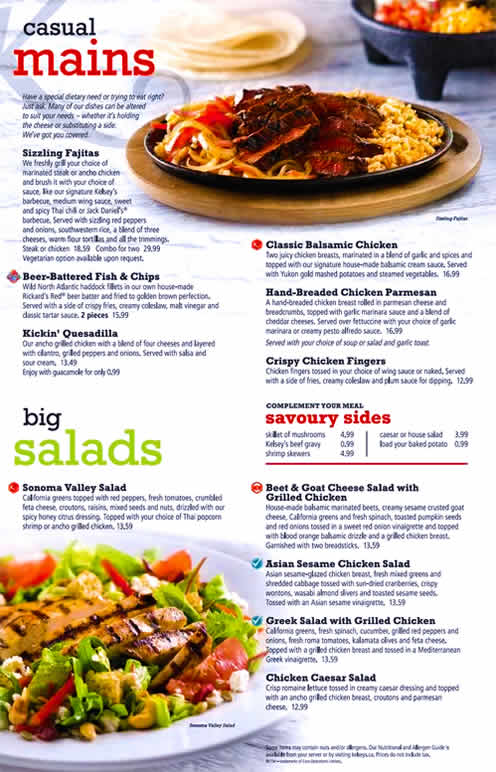 casual
mains
Have a special dietary need or trying to eat right?
Just ask. Many of our dishes can be altered
to suit your needs – whether it's holding
the cheese or substituting a side.
We've got you covered.
Sizzling Fajitas
We freshly grill your choice of
marinated steak or ancho chicken
and brush it with your choice of
sauce, like our signature Kelsey's
barbecue, medium wing sauce, sweet
and spicy Thai chili or Jack Daniel's®
barbecue. Served with sizzling red peppers
and onions, southwestern rice, a blend of three
cheeses, warm flour tortillas and all the trimmings.
Steak or chicken 18,59 Combo for two 29,99
Vegetarian option available upon request.
Beer-Battered Fish & Chips
Wild North Atlantic haddock fillets in our own house-made
Rickard's Red® beer batter and fried to golden brown perfection.
Served with a side of crispy fries, creamy coleslaw, malt vinegar and
classic tartar sauce. 2 pieces 15,99
Kickin' Quesadilla
Our ancho grilled chicken with a blend of four cheeses and layered
with cilantro, grilled peppers and onions. Served with salsa and
sour cream. 13.49
Enjoy with guacamole for only 0,99
Sizzling Fajitas
Classic Balsamic Chicken
Two juicy chicken breasts, marinated in a blend of garlic and spices and
topped with our signature house-made balsamic cream sauce. Served
with Yukon gold mashed potatoes and steamed vegetables. 16,99
Hand-Breaded Chicken Parmesan
A hand-breaded chicken breast rolled in parmesan cheese and
breadcrumbs, topped with garlic marinara sauce and a blend of
cheddar cheeses. Served over fettuccine with your choice of garlic
marinara or creamy pesto alfredo sauce. 16,99
Served with your choice of soup or salad and garlic toast.
Crispy Chicken Fingers
Chicken fingers tossed in your choice of wing sauce or naked. Served
with a side of fries, creamy coleslaw and plum sauce for dipping. 12,99
COMPLEMENT YOUR MEAL
savoury sides
skillet of mushrooms 4,99
Kelsey's beef gravy 0,99
shrimp skewers 4,99
caesar or house salad 3.99
load your baked potato 0,99
big
salads
Sonoma Valley Salad
California greens topped with red peppers, fresh tomatoes, crumbled
feta cheese, croutons, raisins, mixed seeds and nuts, drizzled with our
spicy honey citrus dressing. Topped with your choice of Thai popcorn
shrimp or ancho grilled chicken. 13,59
Sonoma Valley Salad
Beet & Goat Cheese Salad with
Grilled Chicken
House-made balsamic marinated beets, creamy sesame crusted goat
cheese, California greens and fresh spinach, toasted pumpkin seeds
and red onions tossed in a sweet red onion vinaigrette and topped
with blood orange balsamic drizzle and a grilled chicken breast.
Garnished with two breadsticks. 13,59
Asian Sesame Chicken Salad
Asian sesame-glazed chicken breast, fresh mixed greens and
shredded cabbage tossed with sun-dried cranberries, crispy
wontons, wasabi almond slivers and toasted sesame seeds.
Tossed with an Asian sesame vinaigrette. 13,59
Greek Salad with Grilled Chicken
California greens, fresh spinach, cucumber, grilled red peppers and
onions, fresh roma tomatoes, kalamata olives and feta cheese.
Topped with a grilled chicken breast and tossed in a Mediterranean
Greek vinaigrette. 13,59
Chicken Caesar Salad
Crisp romaine lettuce tossed in creamy caesar dressing and topped
with an ancho grilled chicken breast, croutons and parmesan
cheese. 12,99
Some items may contain nuts and/or allergens. Our Nutritional and Allergen Guide is
available from your server or by visiting kelseys.ca. Prices do not include tax.